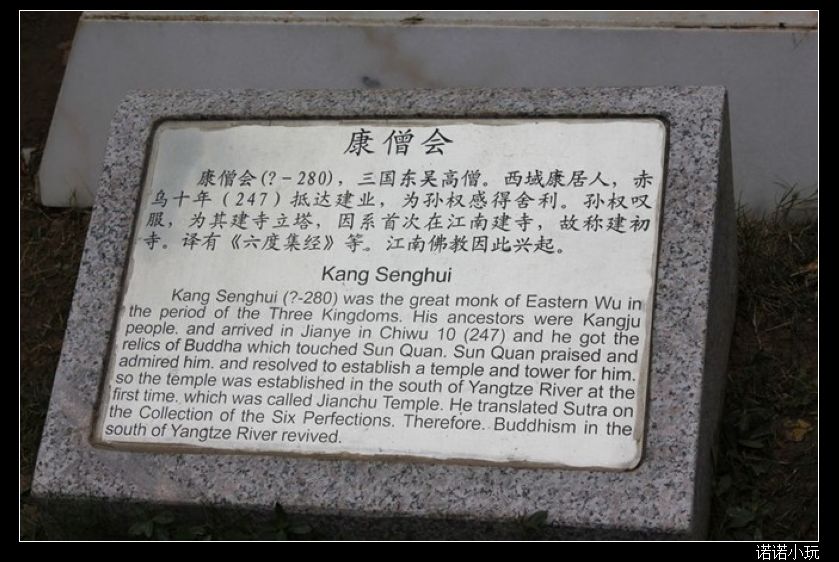 康僧会
康僧会(?-280)，三国东吴高僧。西域康居人，赤
乌十年（247）抵达建业，为孙权感得舍利。孙权叹
服，为其建寺立塔，因系首次在江南建寺，故称建初
寺。译有《六度集经》等。江南佛教因此兴起。
Kang Senghui
Kang Senghui (?-280) was the great monk of Eastern Wu in
the period of the Three Kingdoms. His ancestors were Kangju
people. and arrived in Jianye in Chiwu 10 (247) and he got the
relics of Buddha which touched Sun Quan. Sun Quan praised and
admired him. and resolved to establish a temple and tower for him.
so the temple was established in the south of Yangtze River at the
first time. which was called Jianchu Temple. He translated Sutra on
the Collection of the Six Perfections. Therefore. Buddhism in the
south of Yangtze River revived.
诺诺小玩